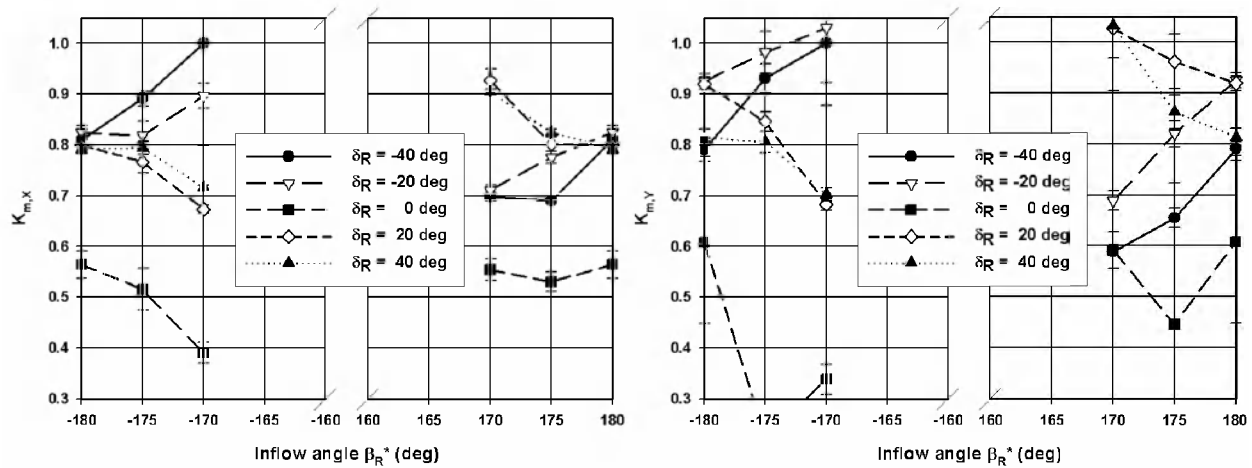 1.0
0.9
0.8
0.7
0.6
0.5
0.4
0.3
K_m,X
δR = -40 deg
δR = -20 deg
δR = 0 deg
δR = 20 deg
δR = 40 deg
-180 -175 -170 -165 -160 160 165 170 175 180
Inflow angle βR* (deg)
1.0
0.9
0.8
0.7
0.6
0.5
0.4
0.3
K_m,Y
δR = -40 deg
δR = -20 deg
δR = 0 deg
δR = 20 deg
δR = 40 deg
-180 -175 -170 -165 -160 160 165 170 175 180
Inflow angle βR* (deg)